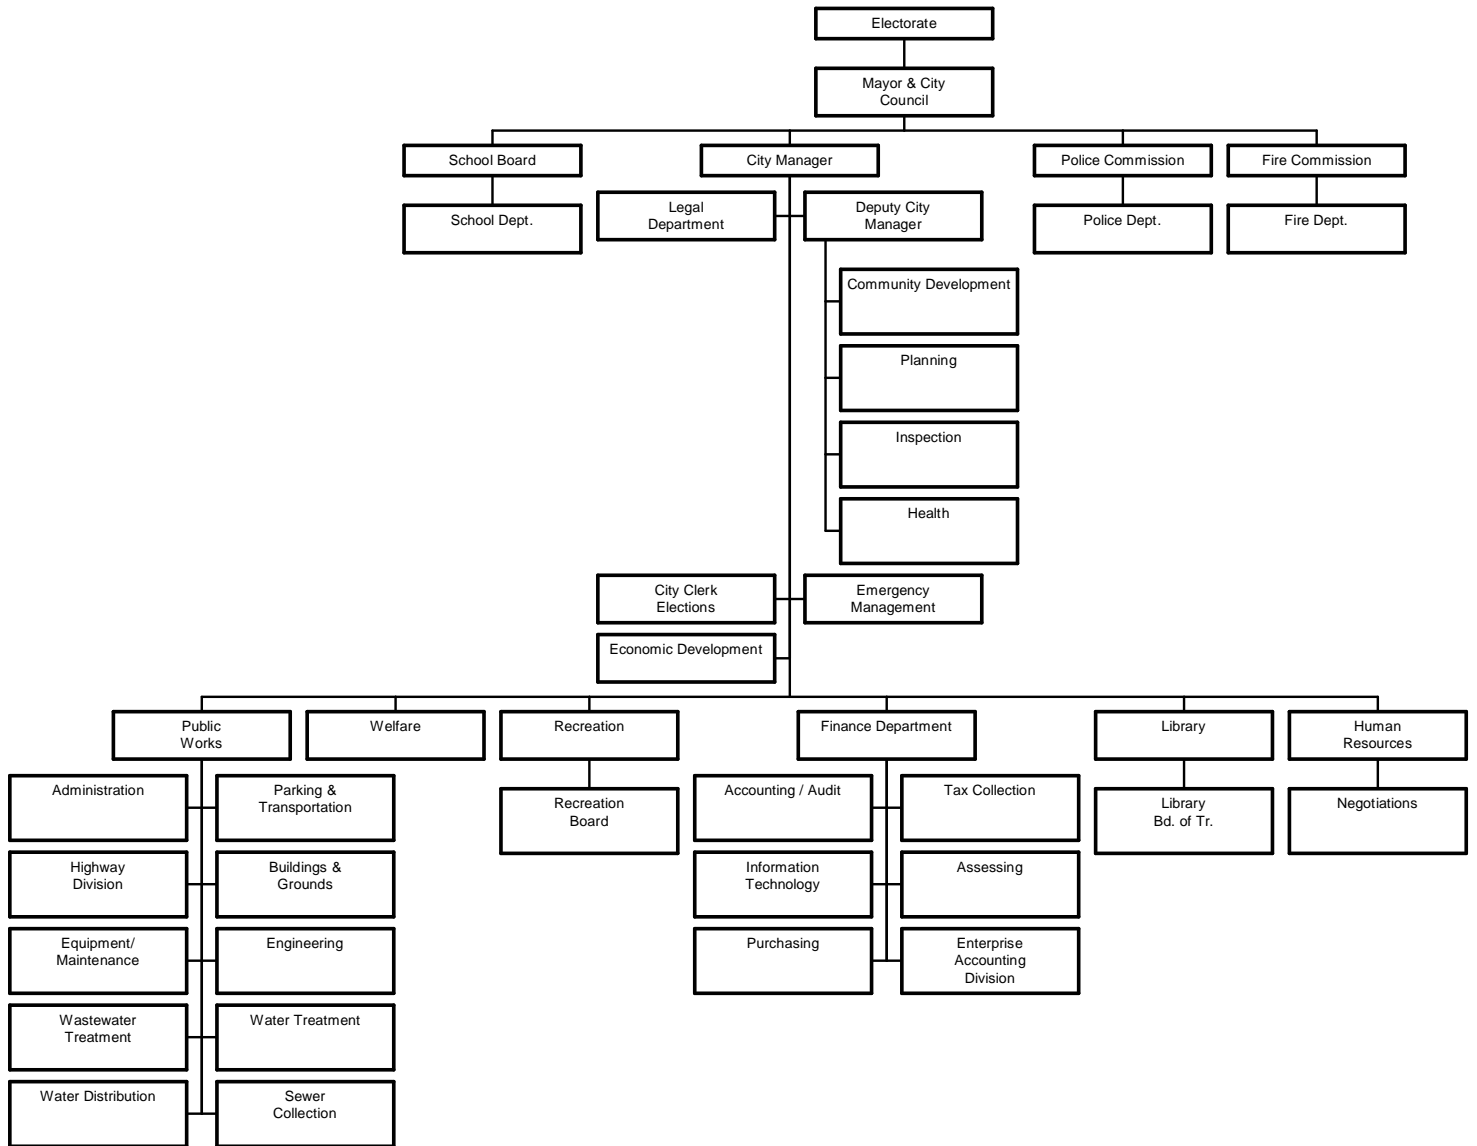 Electorate
Mayor & City
Council
School Board
City Manager
Police Commission
Fire Commission
School Dept.
Legal
Department
Deputy City
Manager
Police Dept.
Fire Dept.
Community Development
Planning
Inspection
Health
City Clerk
Elections
Emergency
Management
Economic Development
Public
Works
Welfare
Recreation
Finance Department
Library
Human
Resources
Administration
Parking &
Transportation
Recreation
Board
Accounting / Audit
Tax Collection
Library
Bd. of Tr.
Negotiations
Highway
Division
Buildings &
Grounds
Information
Technology
Assessing
Equipment/
Maintenance
Engineering
Purchasing
Enterprise
Accounting
Division
Wastewater
Treatment
Water Treatment
Water Distribution
Sewer
Collection